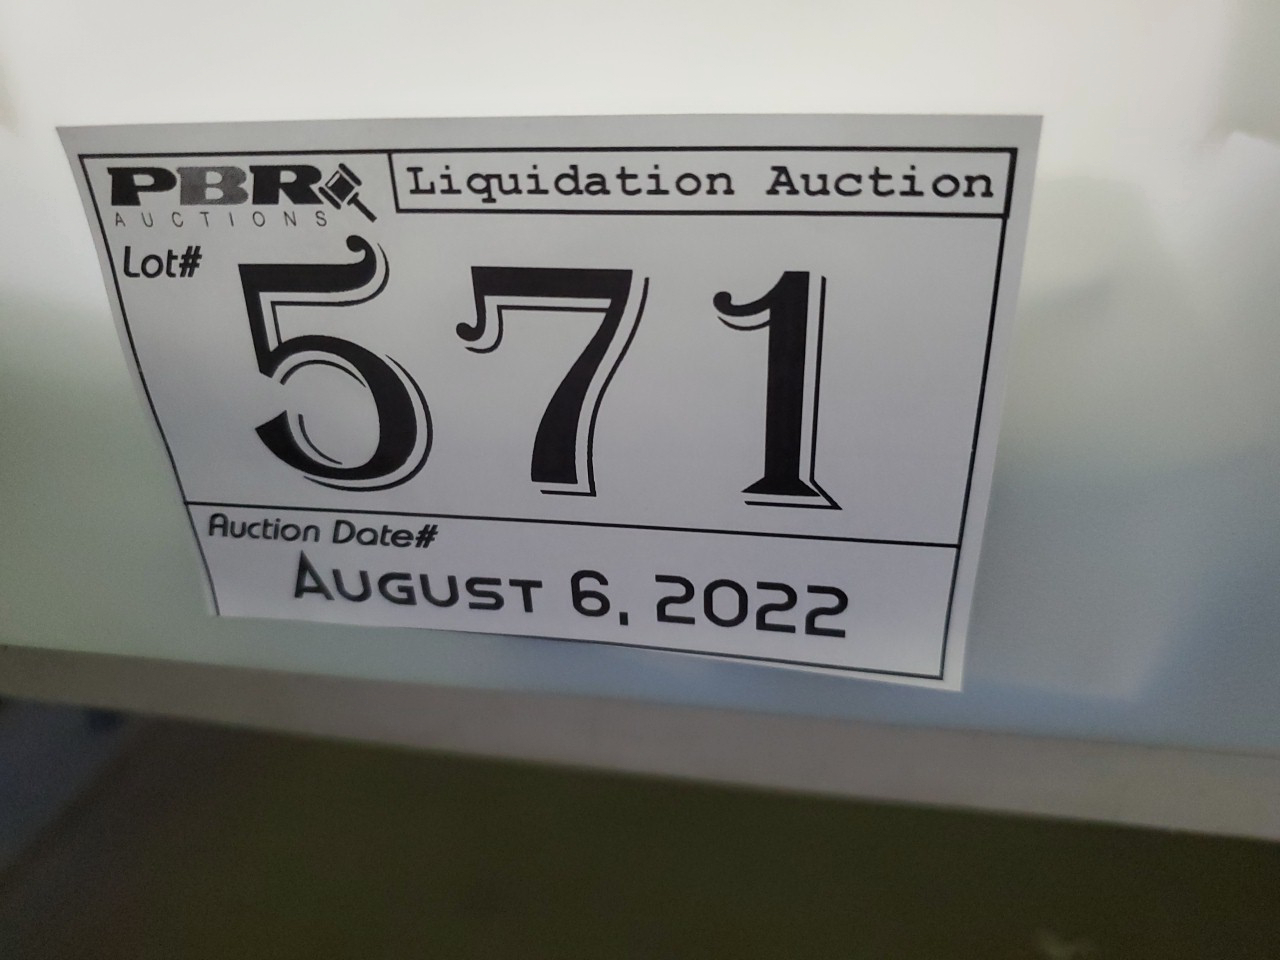 PBR
AUCTIONS
Liquidation Auction
Lot#
571
Auction Date#
AUGUST 6, 2022